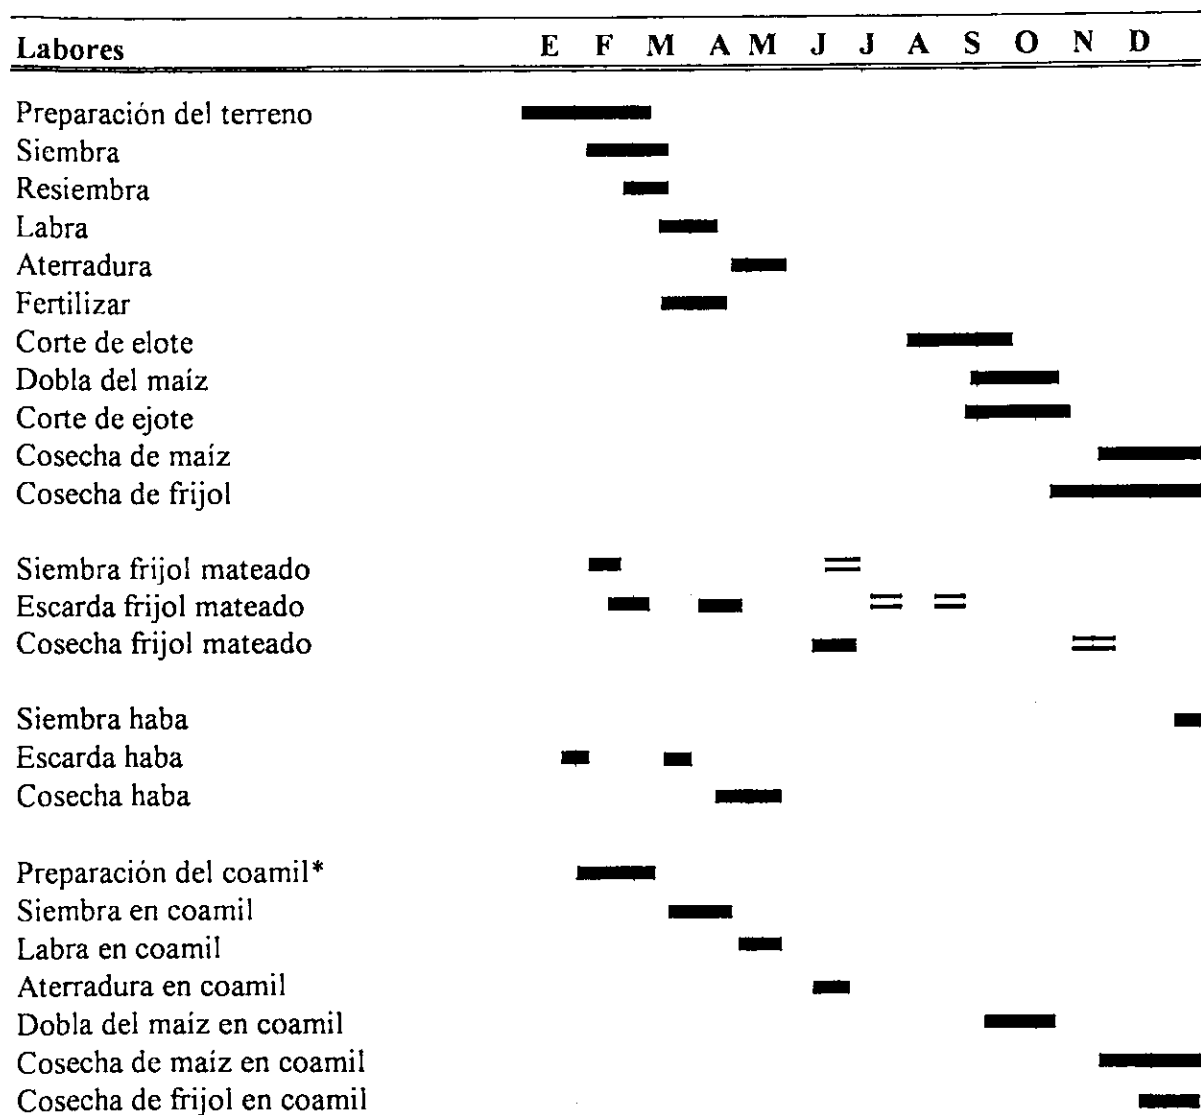 Labores E F M A M J J A S O N D
Preparación del terreno
Siembra
Resiembra
Labra
Aterradura
Fertilizar
Corte de elote
Dobla del maíz
Corte de ejote
Cosecha de maíz
Cosecha de frijol
Siembra frijol mateado
Escarda frijol mateado
Cosecha frijol mateado
Siembra haba
Escarda haba
Cosecha haba
Preparación del coamil*
Siembra en coamil
Labra en coamil
Aterradura en coamil
Dobla del maíz en coamil
Cosecha de maíz en coamil
Cosecha de frijol en coamil